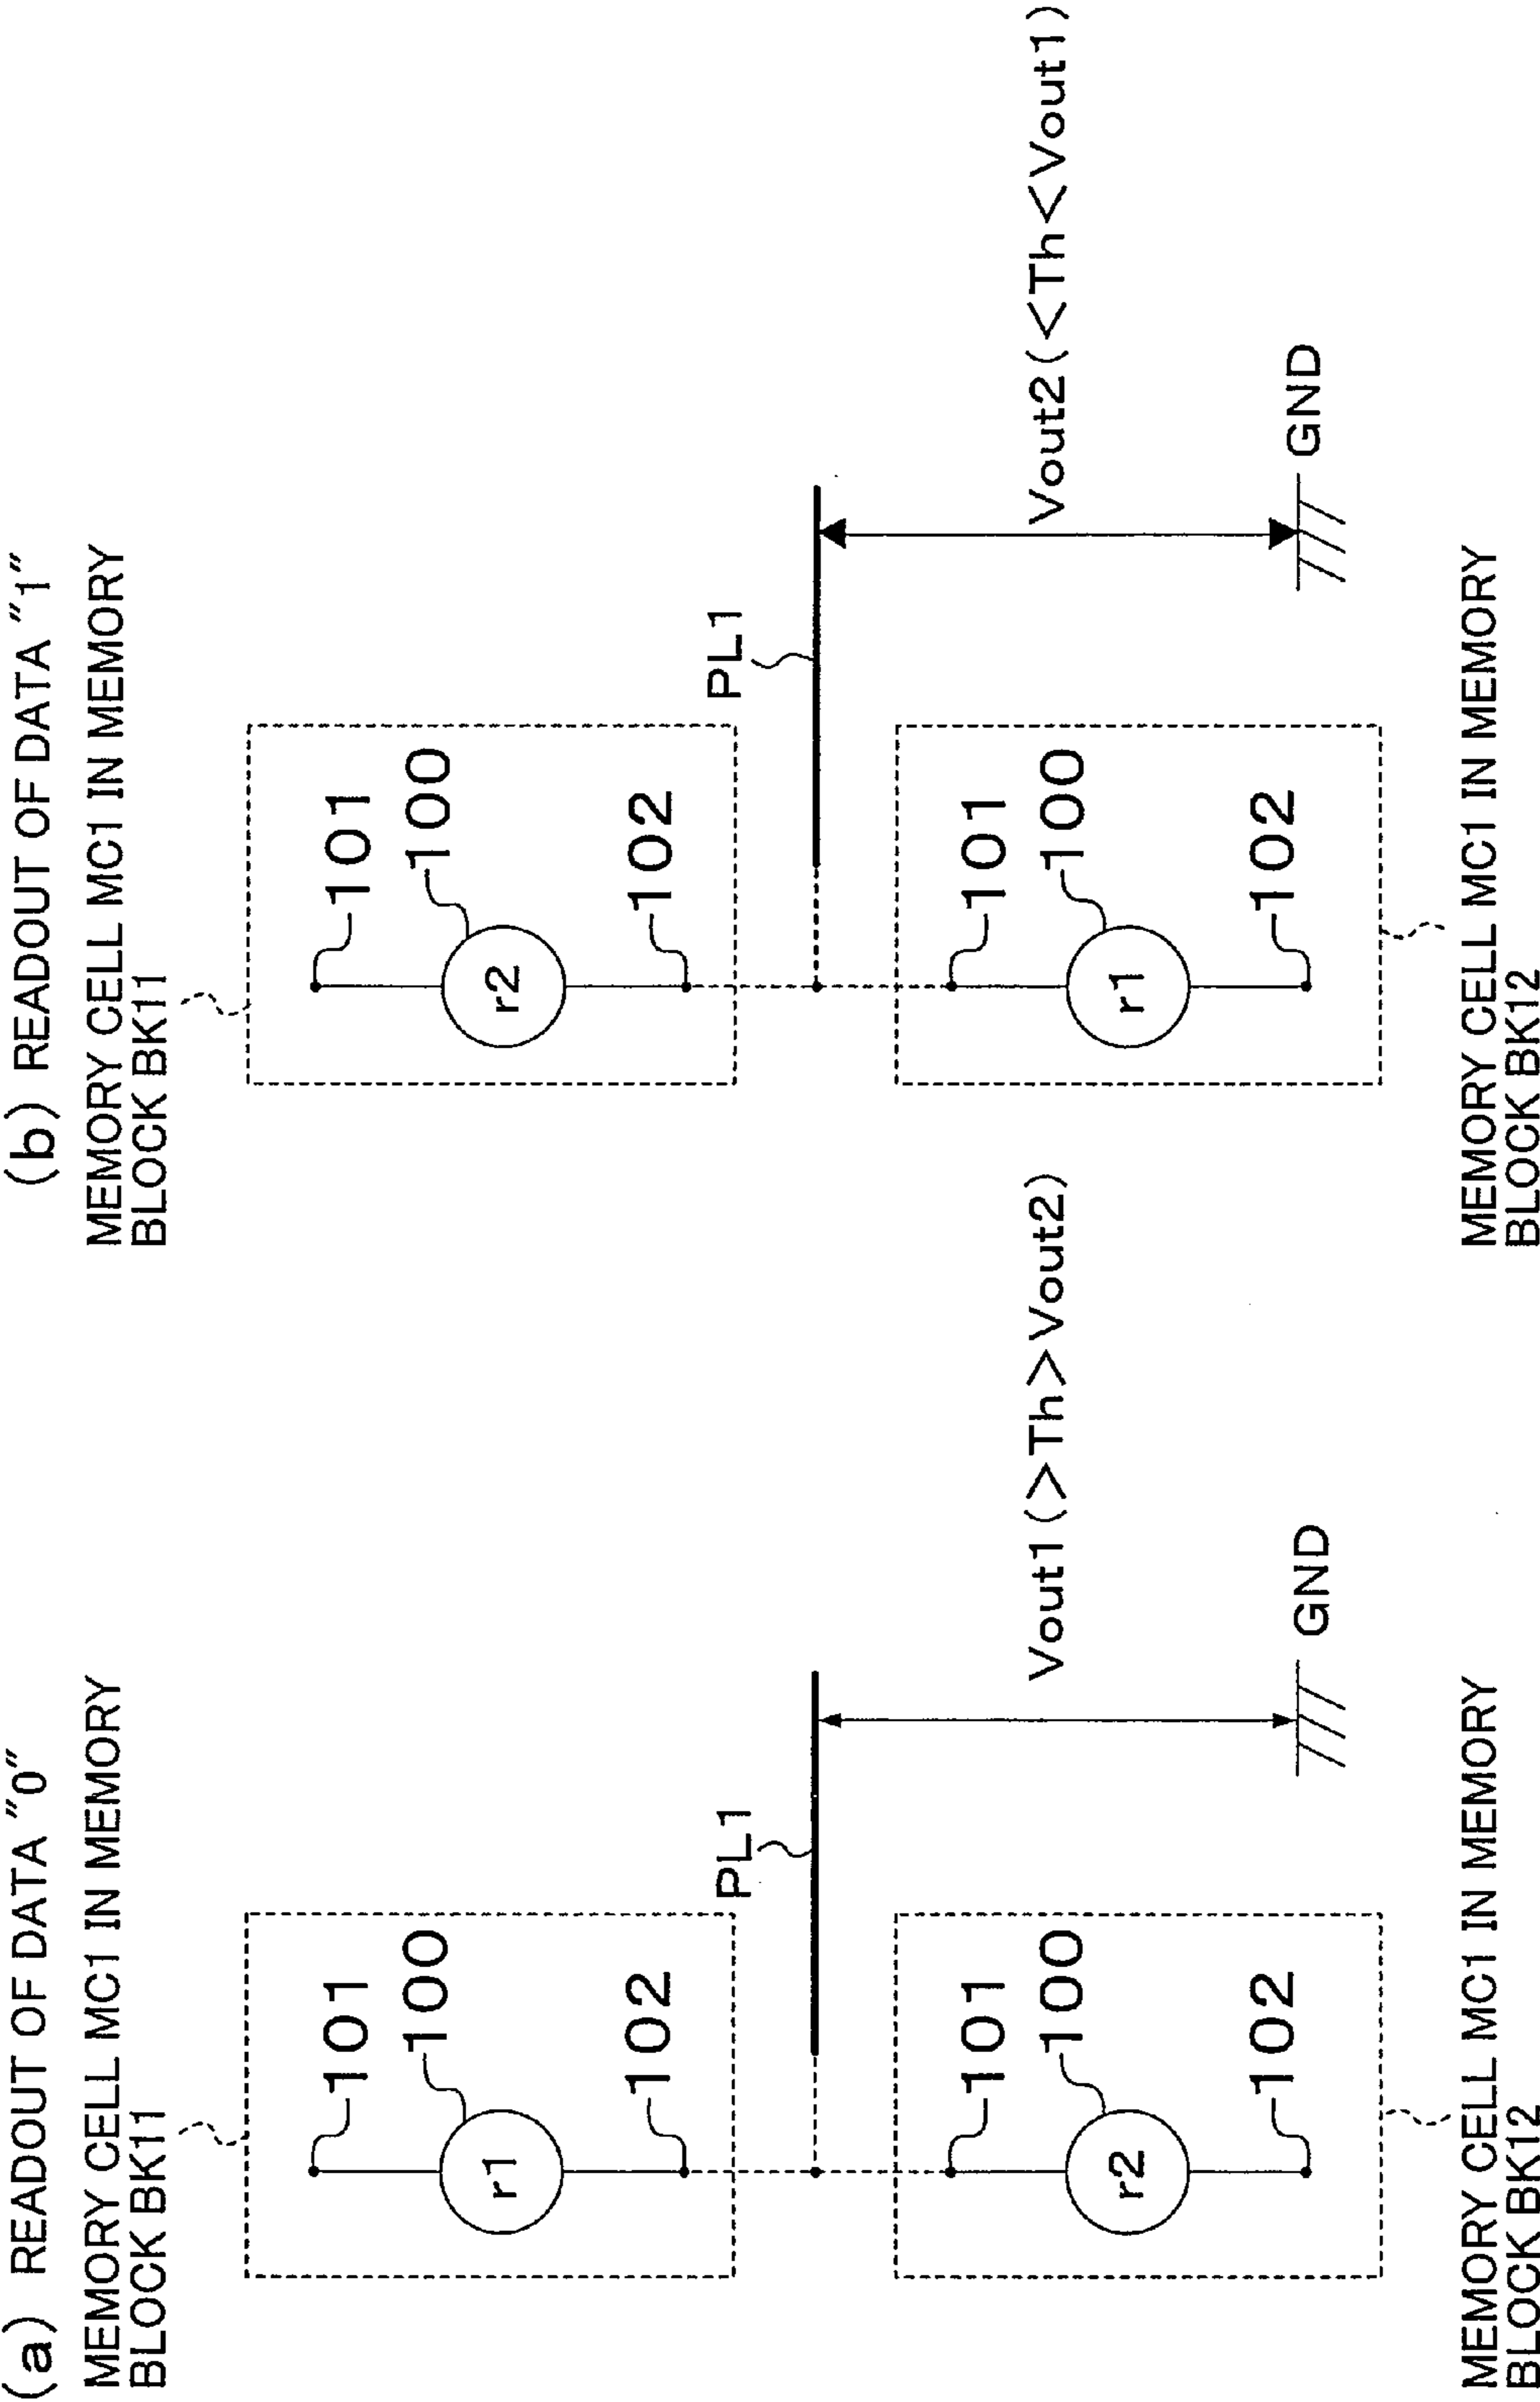 (a) READOUT OF DATA "0"
MEMORY CELL MC1 IN MEMORY
BLOCK BK11
101
r1
100
102
PL1
Vout1(>Th>Vout2)
101
r2
100
102
GND
MEMORY CELL MC1 IN MEMORY
BLOCK BK12
(b) READOUT OF DATA "1"
MEMORY CELL MC1 IN MEMORY
BLOCK BK11
101
r2
100
102
PL1
Vout2(<Th<Vout1)
101
r1
100
102
GND
MEMORY CELL MC1 IN MEMORY
BLOCK BK12